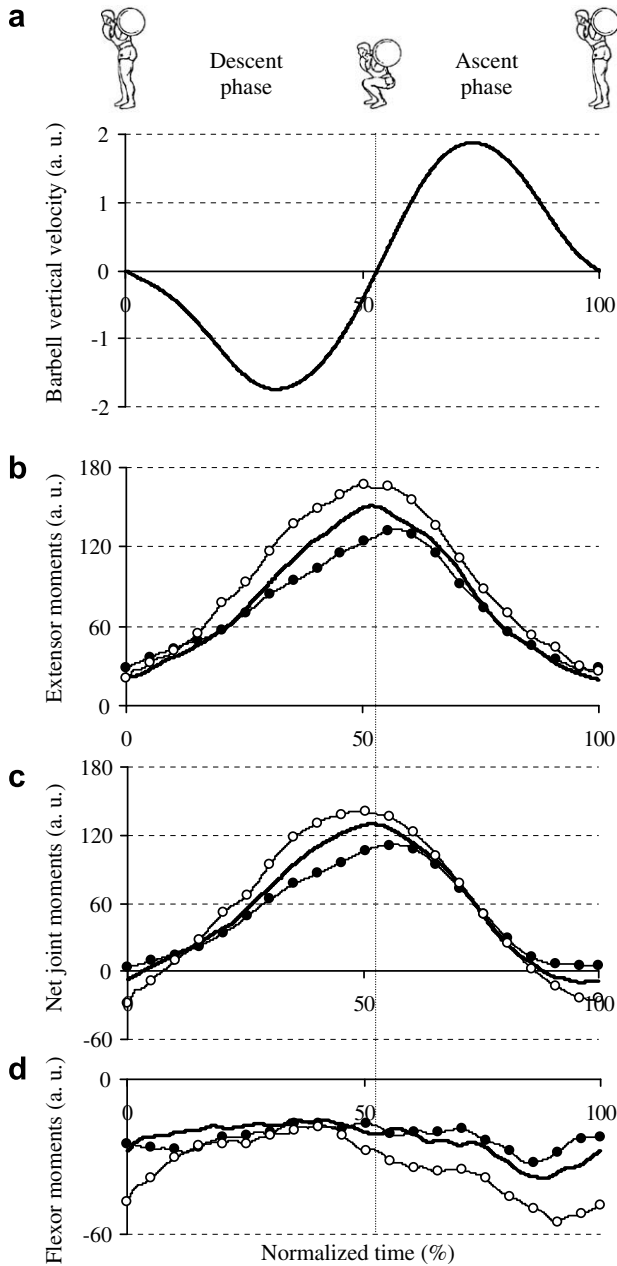 a
Descent
phase
Ascent
phase
Barbell vertical velocity (a. u.)
2
1
0
-1
-2
0
50
100
b
Extensor moments (a. u.)
180
120
60
0
0
50
100
c
Net joint moments (a. u.)
180
120
60
0
-60
50
100
d
Flexor moments (a. u.)
0
-60
0
50
100
Normalized time (%)